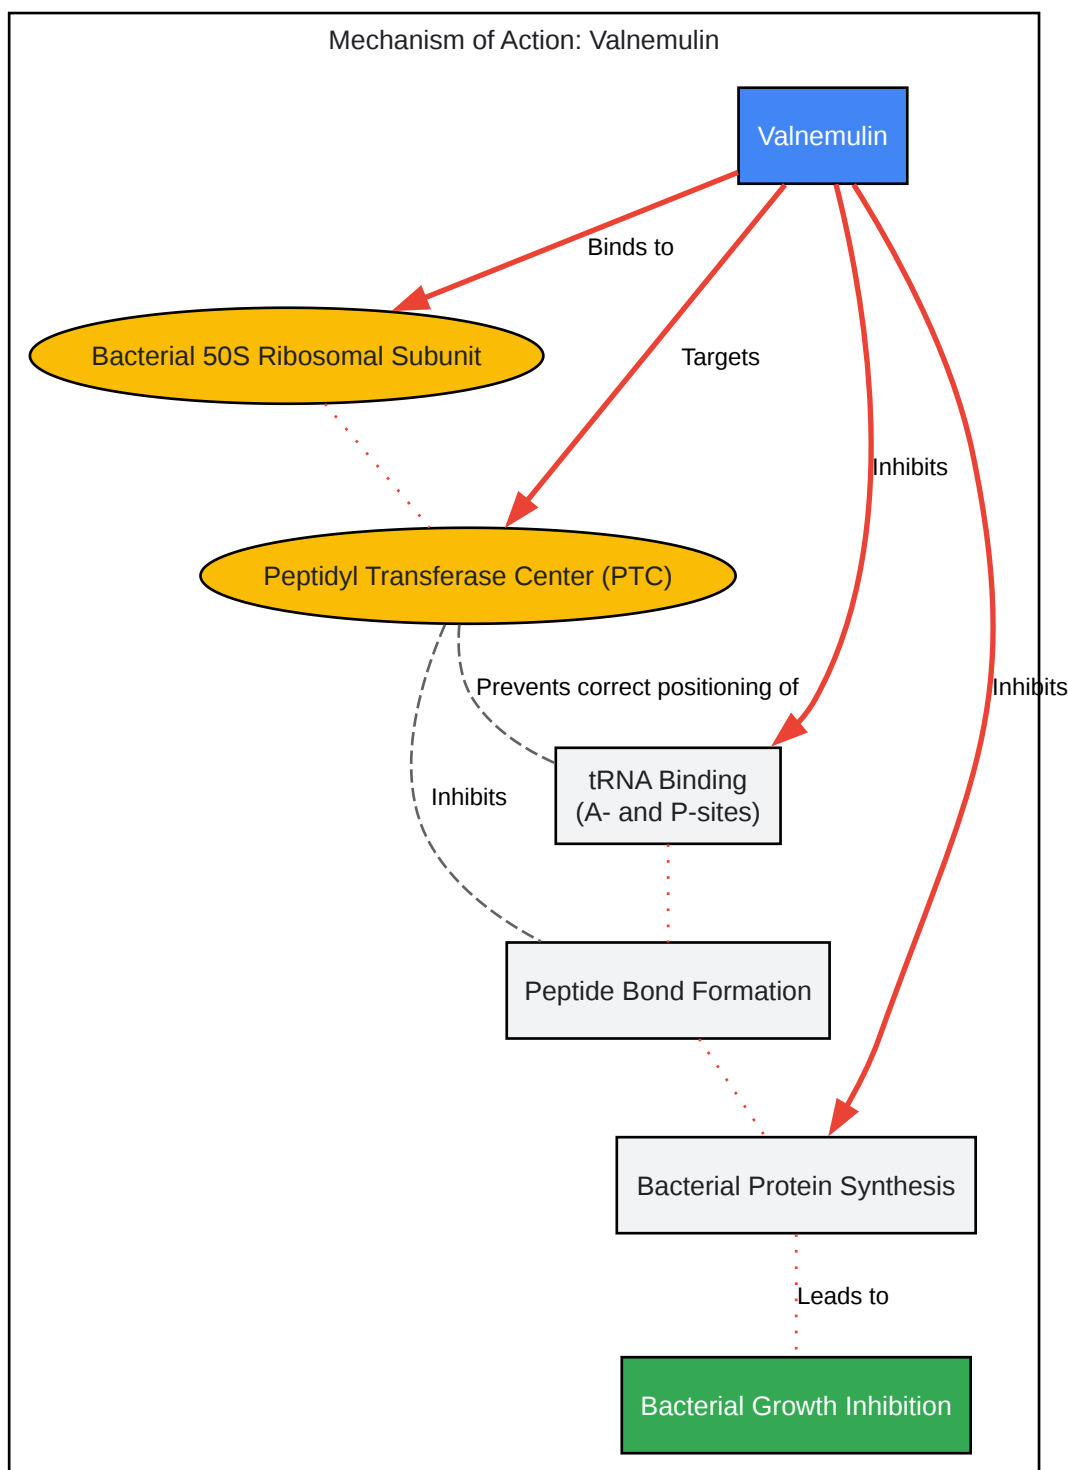 Mechanism of Action: Valnemulin
Valnemulin
Binds to
Bacterial 50S Ribosomal Subunit
Targets
Inhibits
Peptidyl Transferase Center (PTC)
Prevents correct positioning of
Inhibits
tRNA Binding
(A- and P-sites)
Inhibits
Peptide Bond Formation
Bacterial Protein Synthesis
Leads to
Bacterial Growth Inhibition